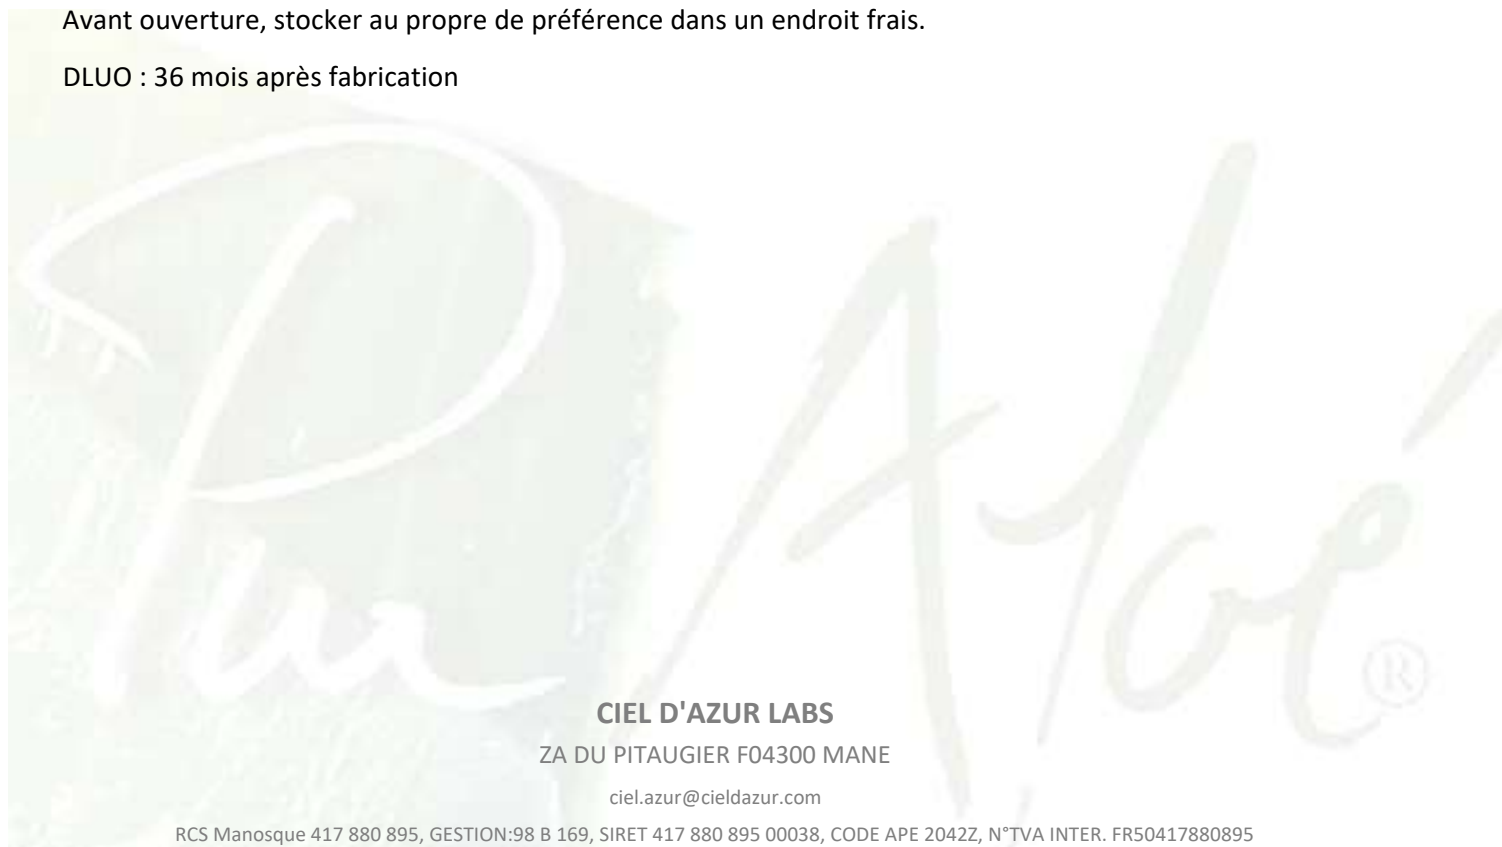 Avant ouverture, stocker au propre de préférence dans un endroit frais.
DLUO : 36 mois après fabrication
Pur Aloé ®
CIEL D'AZUR LABS
ZA DU PITAUGIER F04300 MANE
ciel.azur@cieldazur.com
RCS Manosque 417 880 895, GESTION:98 B 169, SIRET 417 880 895 00038, CODE APE 2042Z, N°TVA INTER. FR50417880895